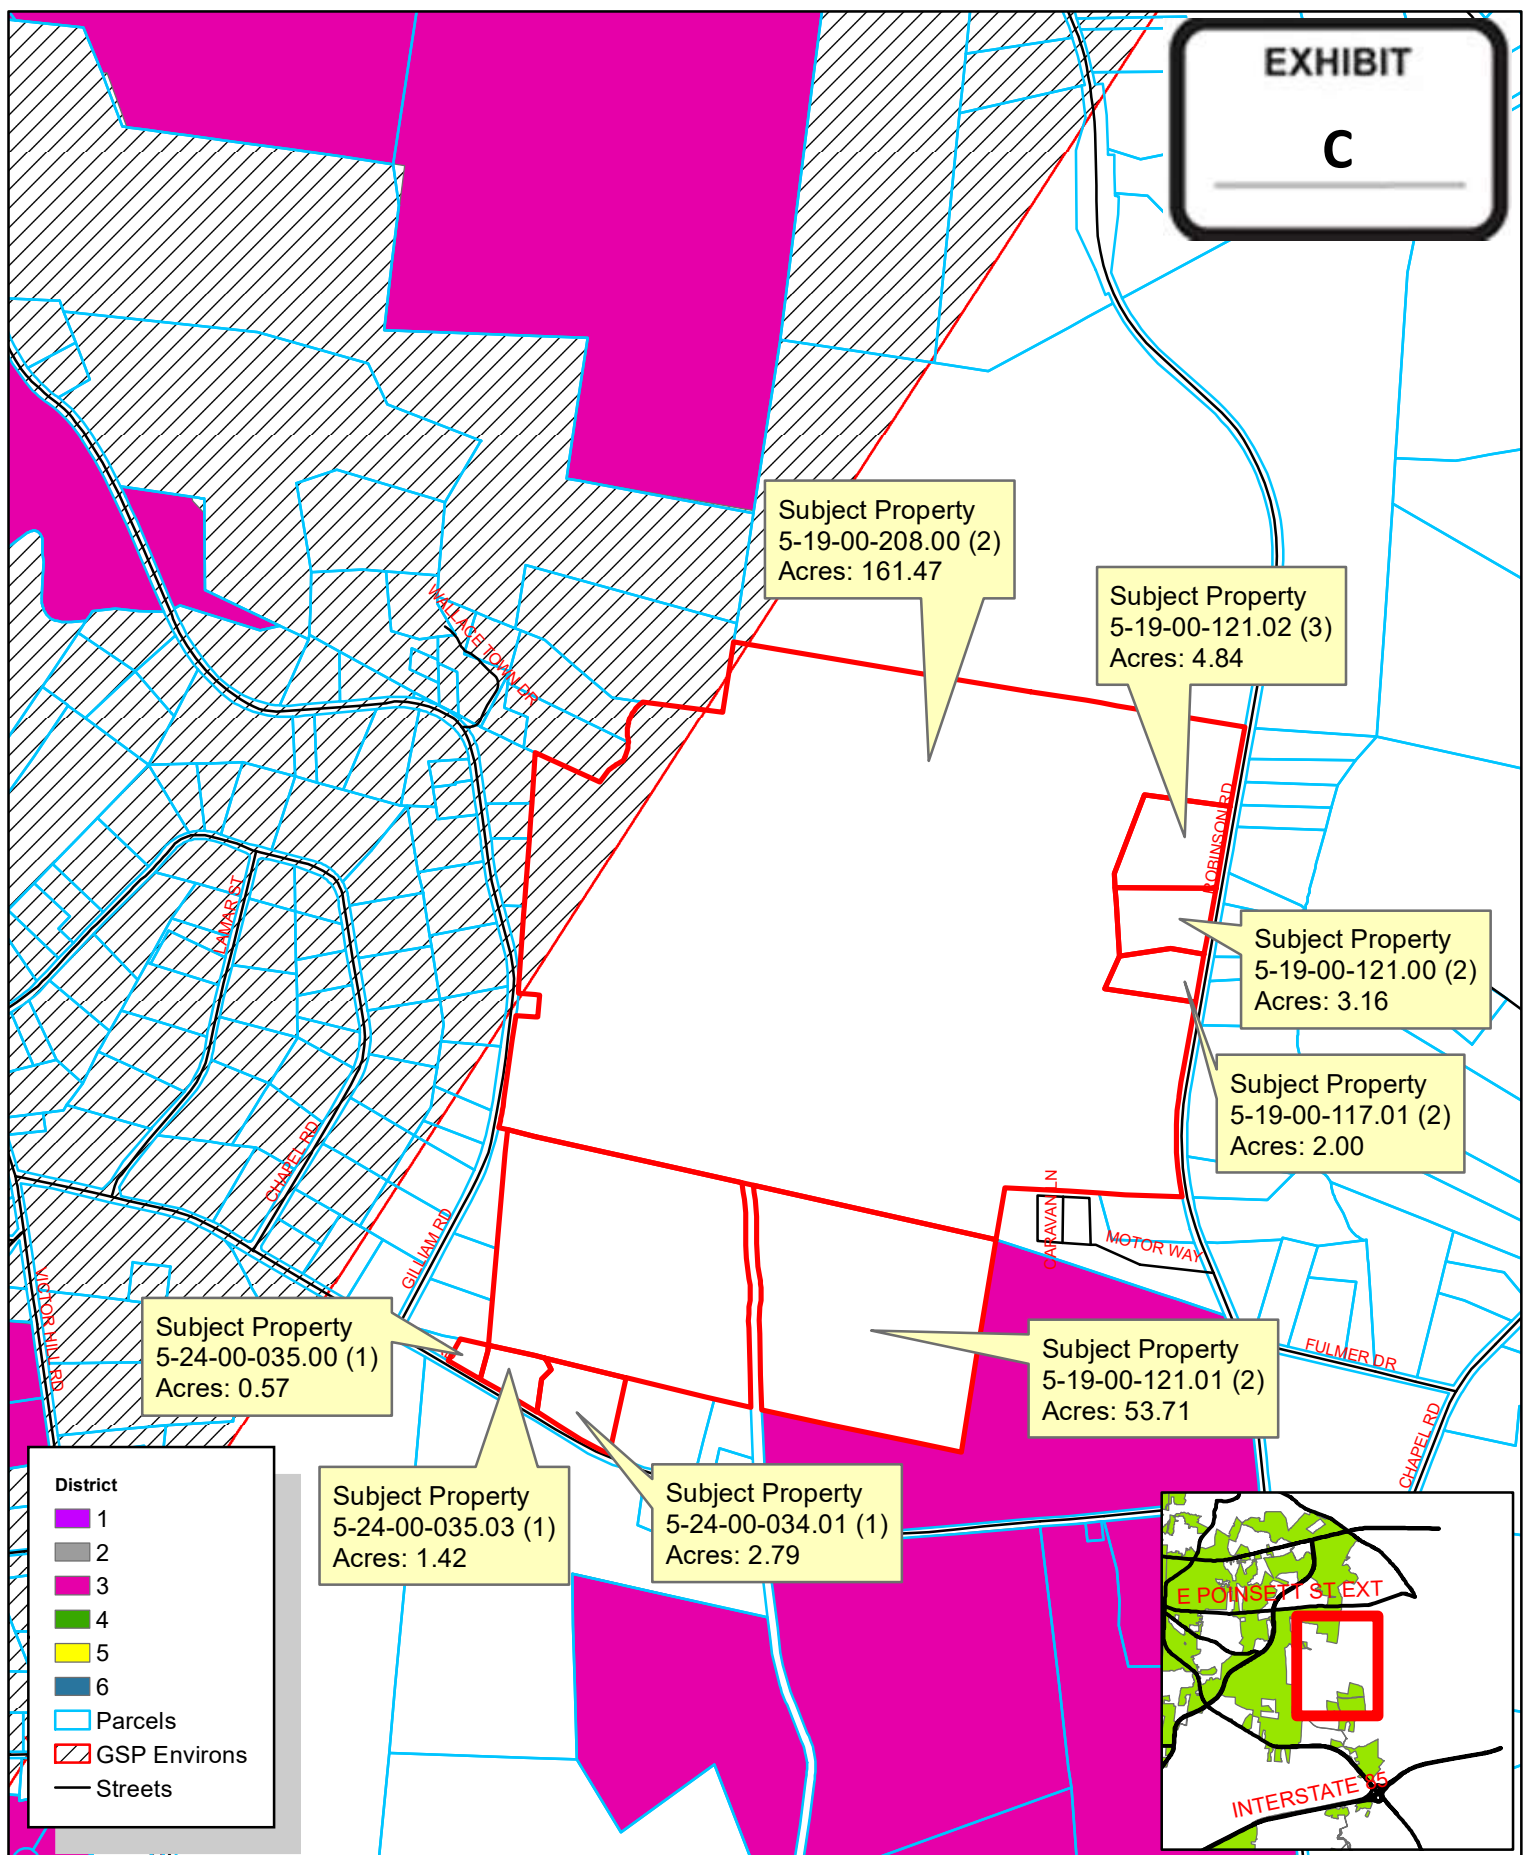 EXHIBIT
C
Subject Property
5-19-00-208.00 (2)
Acres: 161.47
Subject Property
5-19-00-121.02 (3)
Acres: 4.84
WALLACE TOWN DR
ROBINSON RD
LAMAR ST
Subject Property
5-19-00-121.00 (2)
Acres: 3.16
Subject Property
5-19-00-117.01 (2)
Acres: 2.00
CHAPEL RD
GILLIAM RD
CARAVAN LN
MOTOR WAY
VICTOR HILL RD
Subject Property
5-24-00-035.00 (1)
Acres: 0.57
Subject Property
5-19-00-121.01 (2)
Acres: 53.71
FULMER DR
CHAPEL RD
Subject Property
5-24-00-035.03 (1)
Acres: 1.42
Subject Property
5-24-00-034.01 (1)
Acres: 2.79
District
1
2
3
4
5
6
Parcels
GSP Environs
Streets
E POINSETT ST EXT
INTERSTATE 85